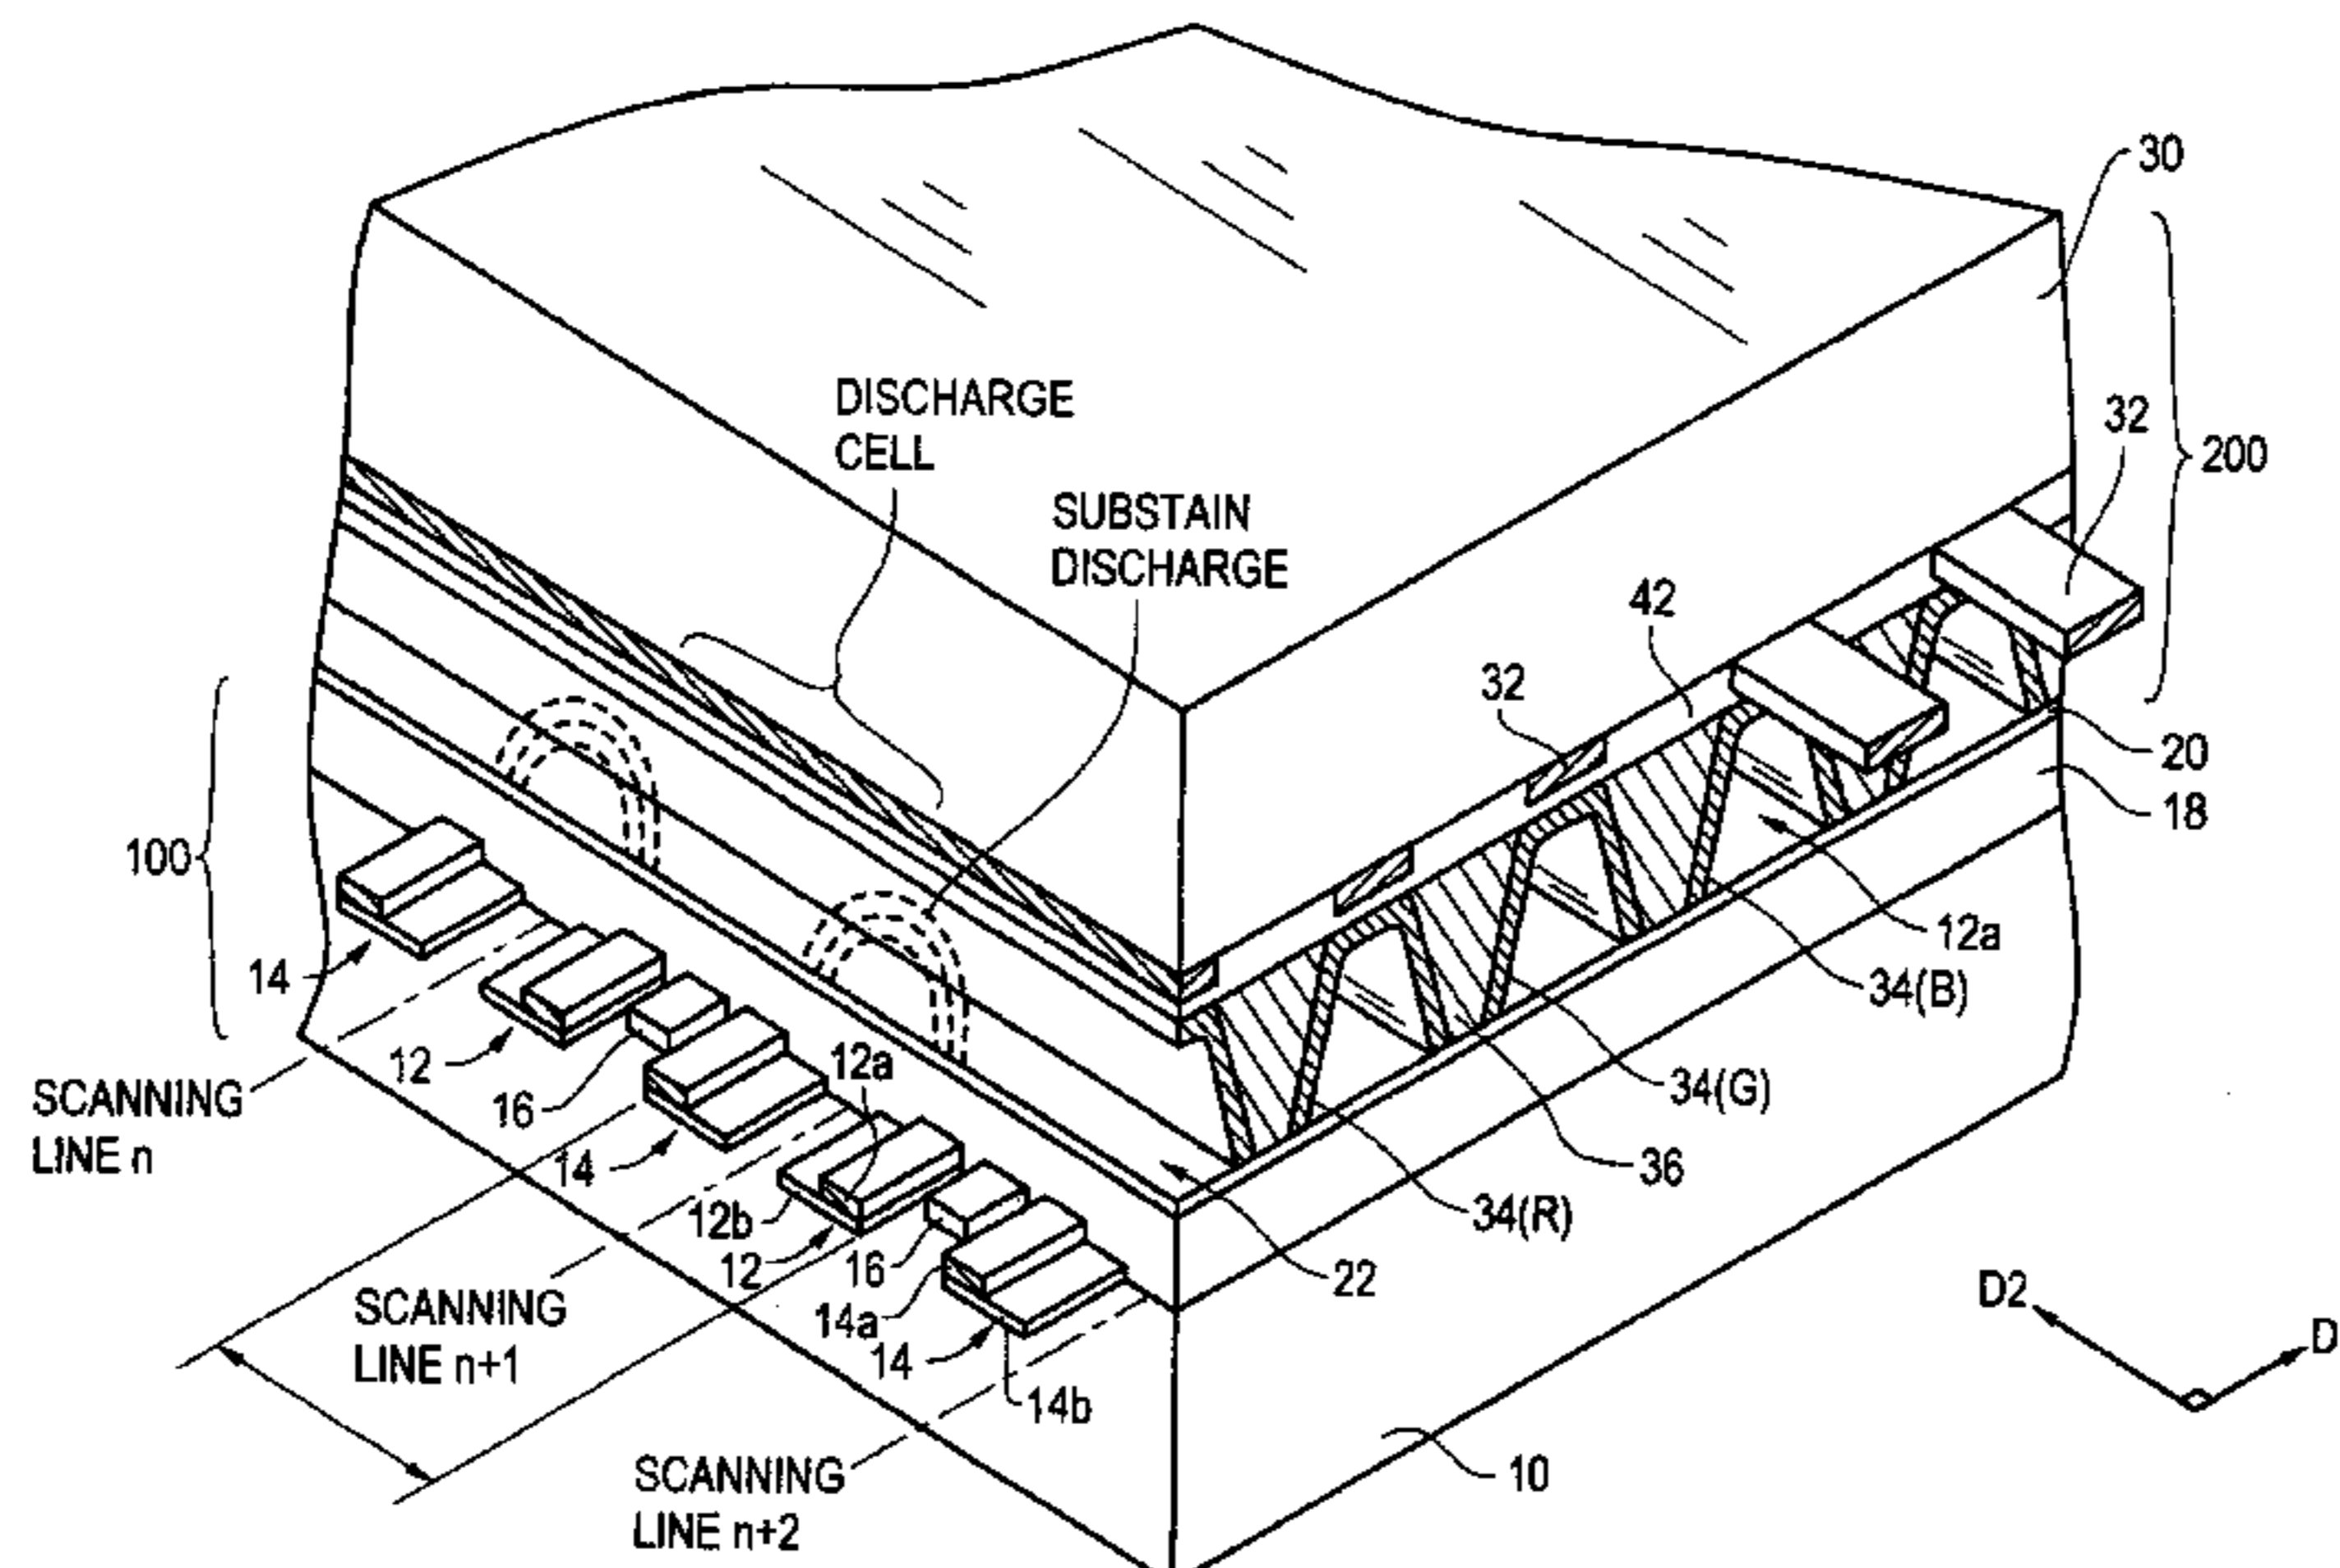 30
DISCHARGE
CELL
32
200
SUBSTAIN
DISCHARGE
42
32
20
18
100
12a
14
34(B)
12
12a
34(G)
SCANNING
LINE n
16
14
36
12b
34(R)
12
16
22
D2
SCANNING
LINE n+1
14a
14
D
14b
SCANNING
LINE n+2
10